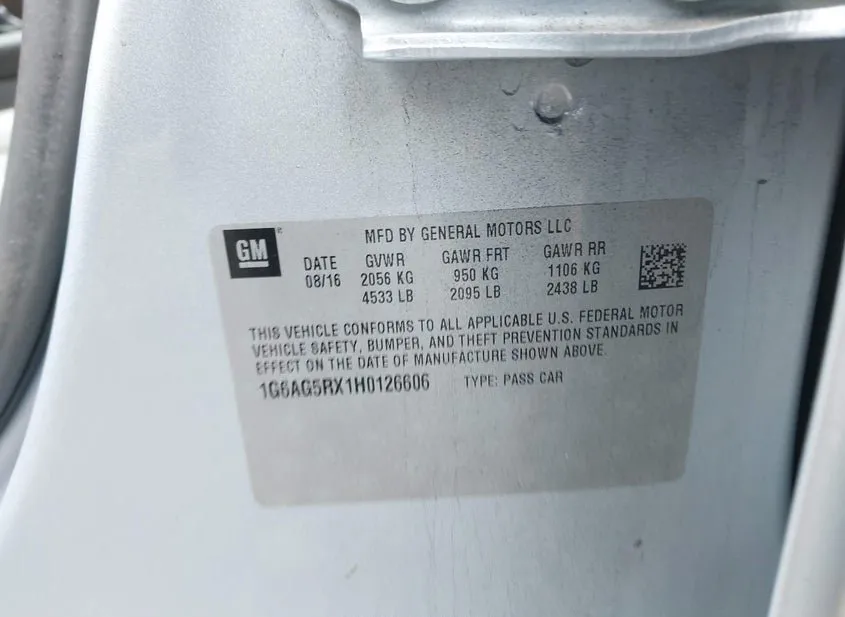 GM
MFD BY GENERAL MOTORS LLC
DATE GVWR GAWR FRT GAWR RR
08/16 2056 KG 950 KG 1106 KG
4533 LB 2095 LB 2438 LB
THIS VEHICLE CONFORMS TO ALL APPLICABLE U.S. FEDERAL MOTOR
VEHICLE SAFETY, BUMPER, AND THEFT PREVENTION STANDARDS IN
EFFECT ON THE DATE OF MANUFACTURE SHOWN ABOVE.
1G6AG5RX1H0126606 TYPE: PASS CAR